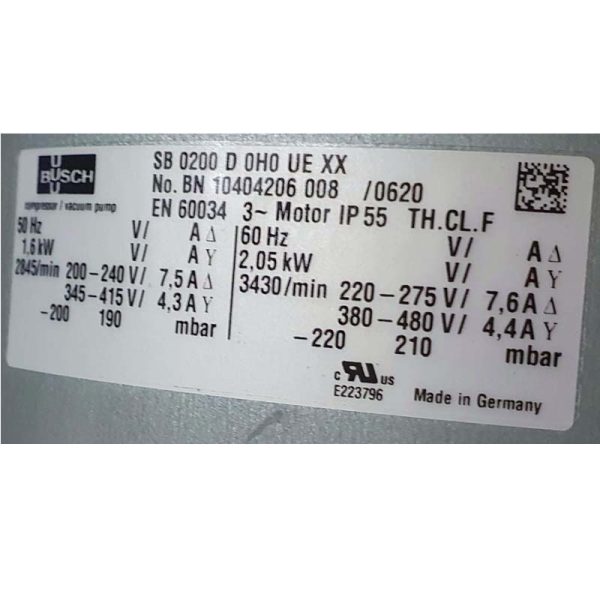 BUSCH
SB 0200 D 0H0 UE XX
No. BN 10404206 008 /0620
compressor / vacuum pump
EN 60034 3~ Motor IP 55 TH.CL.F
50 Hz V/ A Δ
1.6 kW V/ A Y
2845/min 200-240 V/ 7,5 A Δ
345-415 V/ 4,3 A Y
-200 190 mbar
60 Hz V/ A Δ
2,05 kW V/ A Y
3430/min 220-275 V/ 7,6 A Δ
380-480 V/ 4,4 A Y
-220 210 mbar
c RU US
E223796
Made in Germany